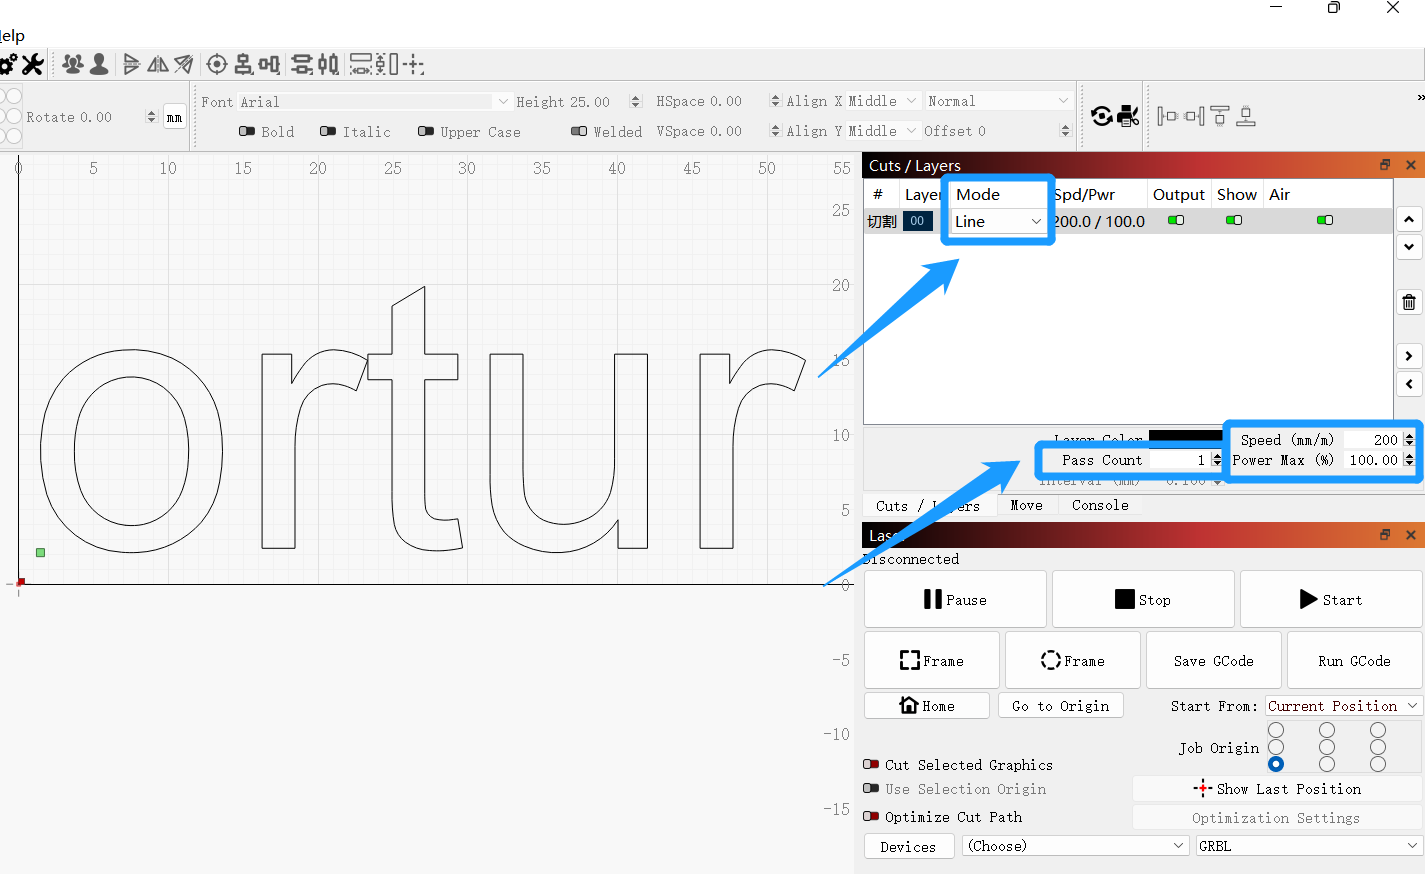 elp
Rotate 0.00 mm
Font Arial Height 25.00 HSpace 0.00 Align X Middle Normal
Bold Italic Upper Case Welded VSpace 0.00 Align Y Middle Offset 0
»
0 5 10 15 20 25 30 35 40 45 50 55
25
20
15
10
5
0
-5
-10
-15
ortur
Cuts / Layers
# Layer Mode Spd/Pwr Output Show Air
切割 00 Line 200.0 / 100.0
Layer Color Speed (mm/m) 200
Pass Count 1 Power Max (%) 100.00
Interval (mm) 0.100
Cuts / Layers Move Console
Laser
Disconnected
Pause Stop Start
Frame Frame Save GCode Run GCode
Home Go to Origin Start From: Current Position
Job Origin
Cut Selected Graphics
Use Selection Origin Show Last Position
Optimize Cut Path Optimization Settings
Devices (Choose) GRBL